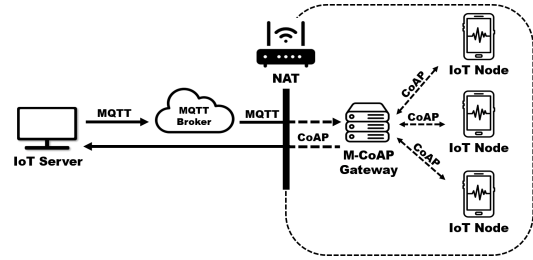 NAT
IoT Node
CoAP
MQTT
MQTT
Broker
MQTT
CoAP
IoT Server
M-CoAP
Gateway
CoAP
IoT Node
CoAP
IoT Node